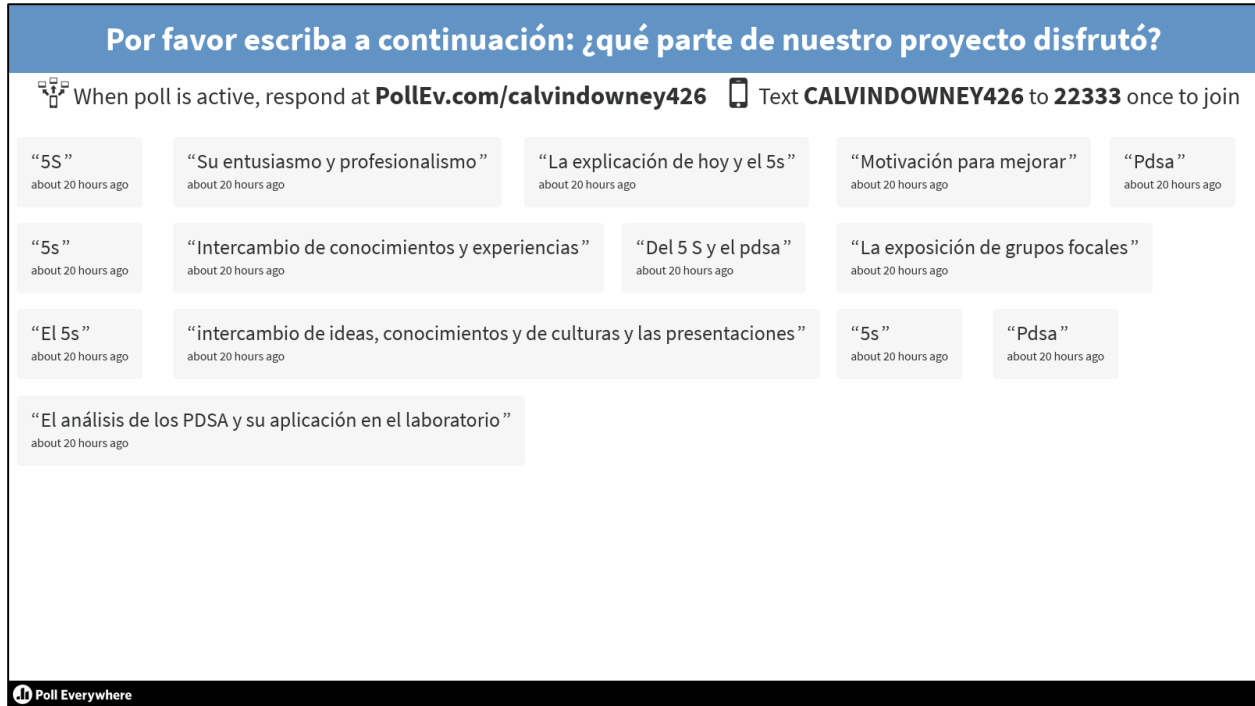 Por favor escriba a continuación: ¿qué parte de nuestro proyecto disfrutó?
When poll is active, respond at PollEv.com/calvindowney426 Text CALVINDOWNEY426 to 22333 once to join
“5S”
about 20 hours ago
“Su entusiasmo y profesionalismo”
about 20 hours ago
“La explicación de hoy y el 5s”
about 20 hours ago
“Motivación para mejorar”
about 20 hours ago
“Pdsa”
about 20 hours ago
“5s”
about 20 hours ago
“Intercambio de conocimientos y experiencias”
about 20 hours ago
“Del 5 S y el pdsa”
about 20 hours ago
“La exposición de grupos focales”
about 20 hours ago
“El 5s”
about 20 hours ago
“intercambio de ideas, conocimientos y de culturas y las presentaciones”
about 20 hours ago
“5s”
about 20 hours ago
“Pdsa”
about 20 hours ago
“El análisis de los PDSA y su aplicación en el laboratorio”
about 20 hours ago
Poll Everywhere